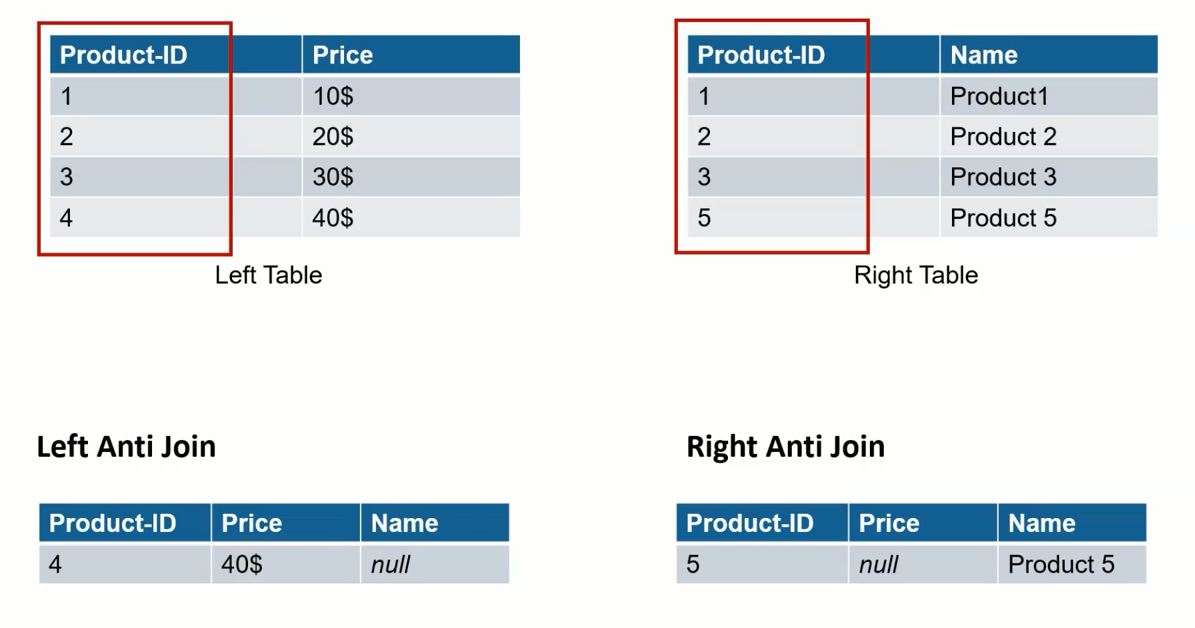 Product-ID Price
1 10$
2 20$
3 30$
4 40$
Left Table
Product-ID Name
1 Product1
2 Product 2
3 Product 3
5 Product 5
Right Table
Left Anti Join
Product-ID Price Name
4 40$ null
Right Anti Join
Product-ID Price Name
5 null Product 5